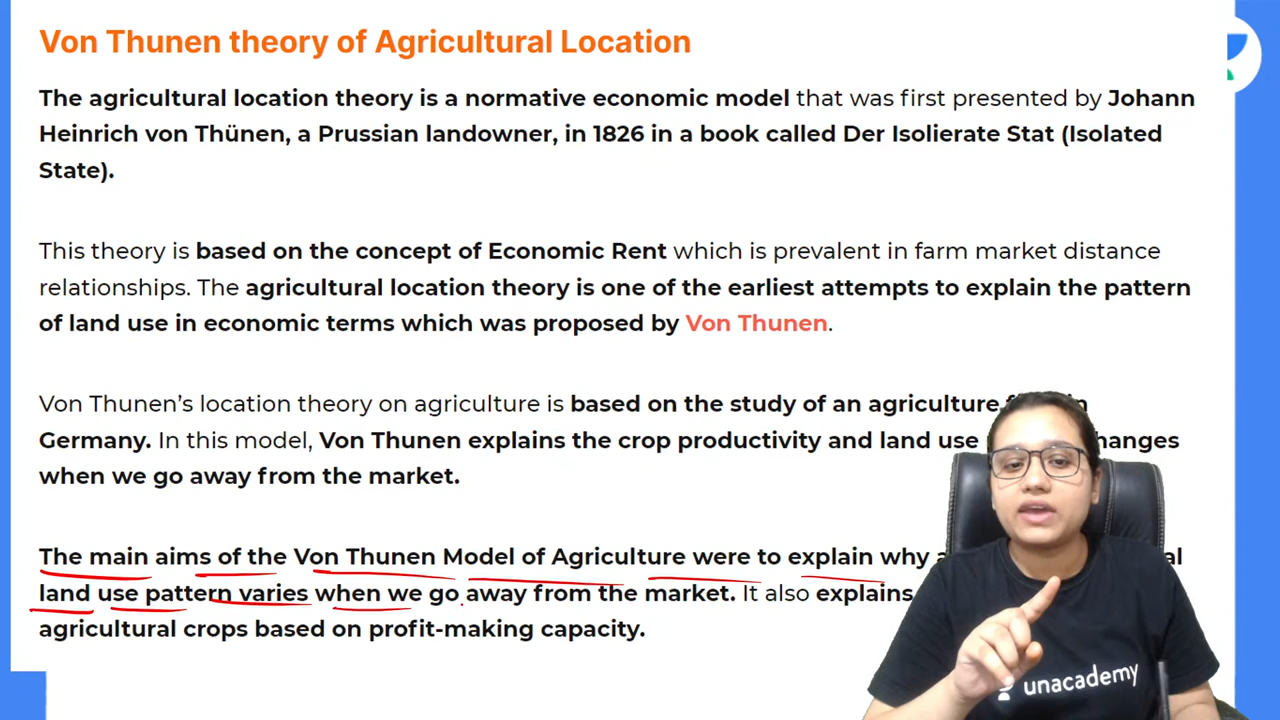 Von Thunen theory of Agricultural Location
The agricultural location theory is a normative economic model that was first presented by Johann
Heinrich von Thünen, a Prussian landowner, in 1826 in a book called Der Isolierate Stat (Isolated
State).
This theory is based on the concept of Economic Rent which is prevalent in farm market distance
relationships. The agricultural location theory is one of the earliest attempts to explain the pattern
of land use in economic terms which was proposed by Von Thunen.
Von Thunen's location theory on agriculture is based on the study of an agriculture in
Germany. In this model, Von Thunen explains the crop productivity and land use changes
when we go away from the market.
The main aims of the Von Thunen Model of Agriculture were to explain why
land use pattern varies when we go away from the market. It also explains
agricultural crops based on profit-making capacity.
unacademy